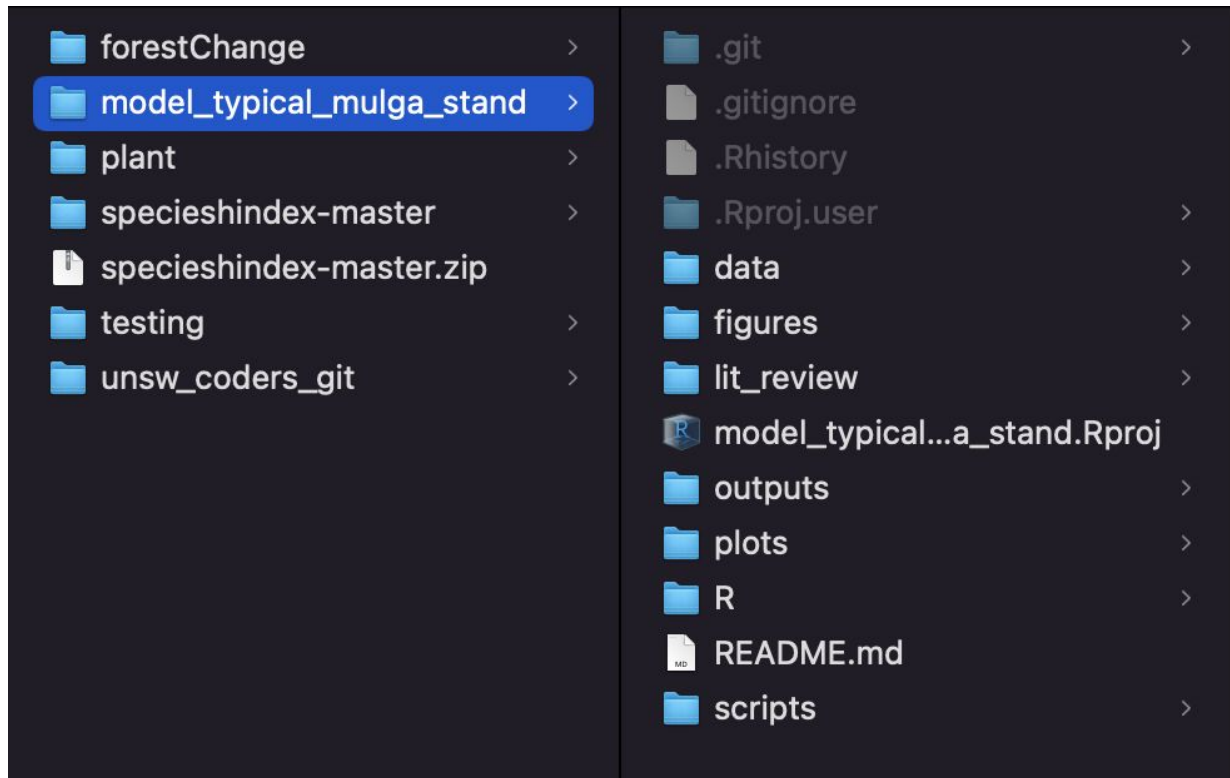 forestChange
model_typical_mulga_stand
plant
specieshindex-master
specieshindex-master.zip
testing
unsw_coders_git
.git
.gitignore
.Rhistory
.Rproj.user
data
figures
lit_review
R
model_typical...a_stand.Rproj
outputs
plots
R
MD
README.md
scripts